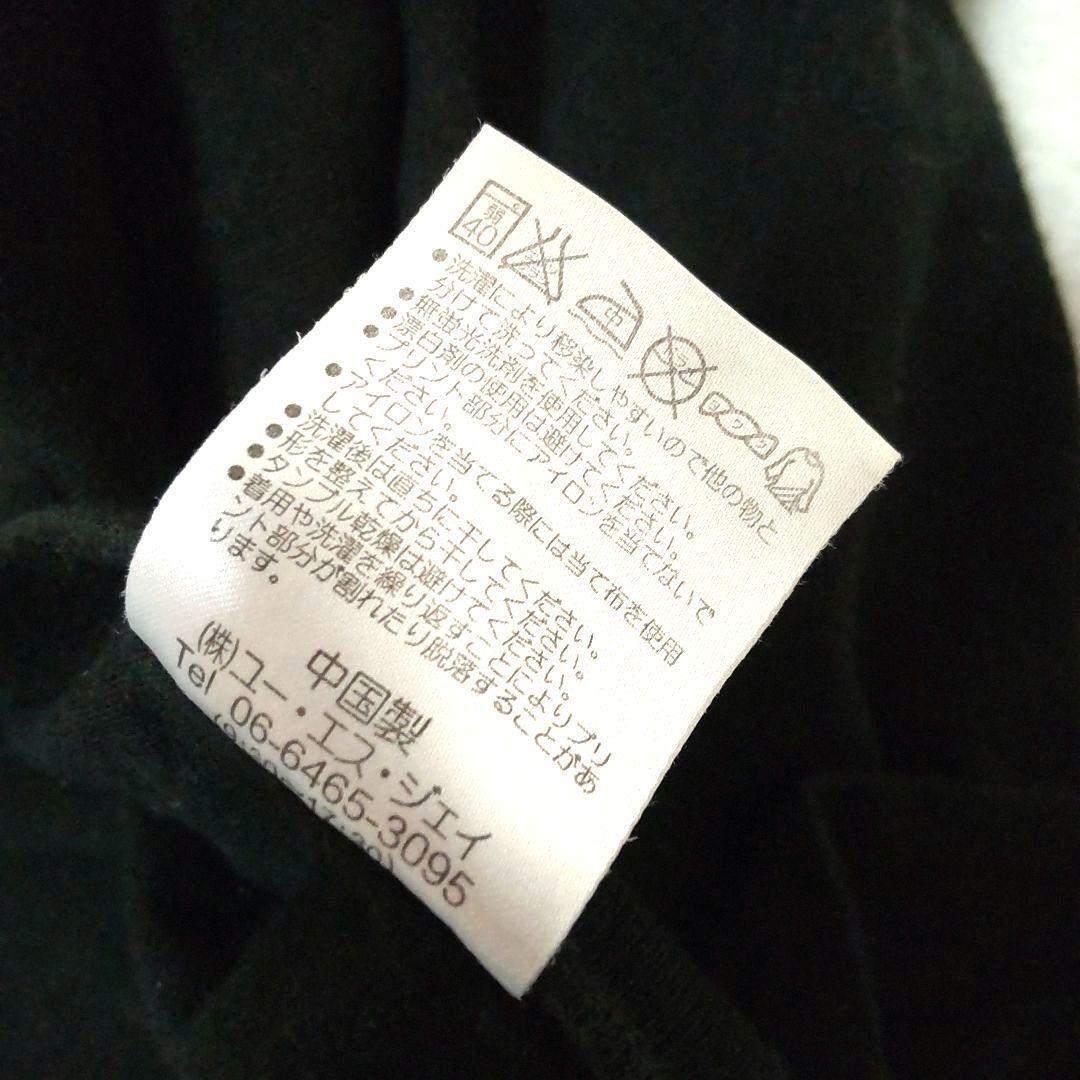 弱
40
中
●洗濯により移染しやすいので他の物と
分けて洗ってください。
●無蛍光洗剤を使用してください。
●漂白剤の使用は避けてください。
●プリント部分にアイロンを当てないで
ください。
●アイロンを当てる際には当て布を使用
してください。
●洗濯後は直ちに干してください。
●形を整えてから干してください。
●タンブル乾燥は避けてください。
●着用や洗濯を繰り返すことによりプリ
ント部分が割れたり脱落することがあ
ります。
中国製
(株)ユー・エス・ジェイ
Tel 06-6465-3095